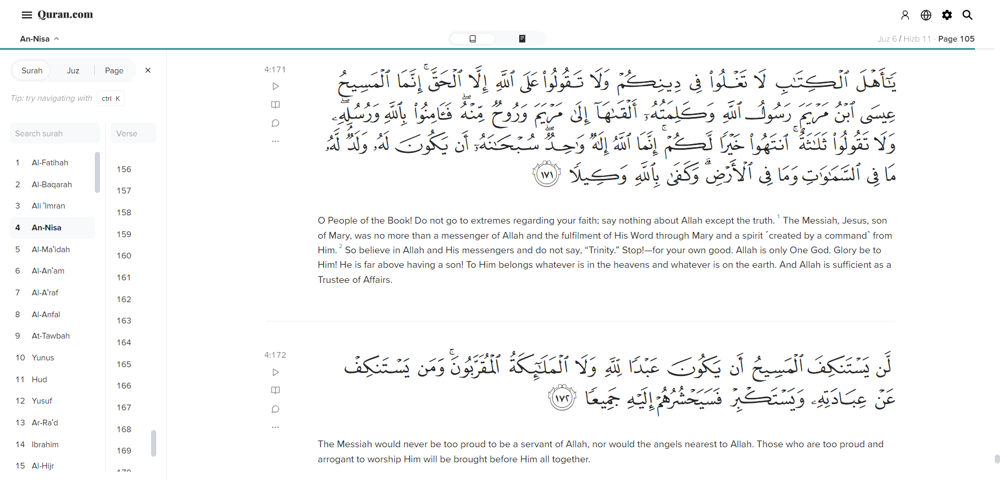 Quran.com
An-Nisa
Juz 6 / Hizb 11 - Page 105
Surah
Juz
Page
Tip: try navigating with ctrl K
Search surah
Verse
1 Al-Fatihah
2 Al-Baqarah
3 Ali 'Imran
4 An-Nisa
5 Al-Ma'idah
6 Al-An'am
7 Al-A'raf
8 Al-Anfal
9 At-Tawbah
10 Yunus
11 Hud
12 Yusuf
13 Ar-Ra'd
14 Ibrahim
15 Al-Hijr
156
157
158
159
160
161
162
163
164
165
166
167
168
169
170
4:171
يَـٰٓأَهْلَ ٱلْكِتَـٰبِ لَا تَغْلُوا۟ فِى دِينِكُمْ وَلَا تَقُولُوا۟ عَلَى ٱللَّهِ إِلَّا ٱلْحَقَّ ۚ إِنَّمَا ٱلْمَسِيحُ
عِيسَى ٱبْنُ مَرْيَمَ رَسُولُ ٱللَّهِ وَكَلِمَتُهُۥٓ أَلْقَىٰهَآ إِلَىٰ مَرْيَمَ وَرُوحٌ مِّنْهُ ۖ فَـَٔامِنُوا۟ بِٱللَّهِ وَرُسُلِهِۦ ۖ
وَلَا تَقُولُوا۟ ثَلَـٰثَةٌ ۚ ٱنتَهُوا۟ خَيْرًا لَّكُمْ ۚ إِنَّمَا ٱللَّهُ إِلَـٰهٌ وَٰحِدٌ ۖ سُبْحَـٰنَهُۥٓ أَن يَكُونَ لَهُۥ وَلَدٌ ۘ لَّهُۥ
مَا فِى ٱلسَّمَـٰوَٰتِ وَمَا فِى ٱلْأَرْضِ ۗ وَكَفَىٰ بِٱللَّهِ وَكِيلًا ١٧١
O People of the Book! Do not go to extremes regarding your faith; say nothing about Allah except the truth. 1 The Messiah, Jesus, son
of Mary, was no more than a messenger of Allah and the fulfilment of His Word through Mary and a spirit ˹created by a command˺ from
Him. 2 So believe in Allah and His messengers and do not say, “Trinity.” Stop!—for your own good. Allah is only One God. Glory be to
Him! He is far above having a son! To Him belongs whatever is in the heavens and whatever is on the earth. And Allah is sufficient as a
Trustee of Affairs.
4:172
لَّن يَسْتَنكِفَ ٱلْمَسِيحُ أَن يَكُونَ عَبْدًا لِّلَّهِ وَلَا ٱلْمَلَـٰٓئِكَةُ ٱلْمُقَرَّبُونَ ۚ وَمَن يَسْتَنكِفْ
عَنْ عِبَادَتِهِۦ وَيَسْتَكْبِرْ فَسَيَحْشُرُهُمْ إِلَيْهِ جَمِيعًا ١٧٢
The Messiah would never be too proud to be a servant of Allah, nor would the angels nearest to Allah. Those who are too proud and
arrogant to worship Him will be brought before Him all together.